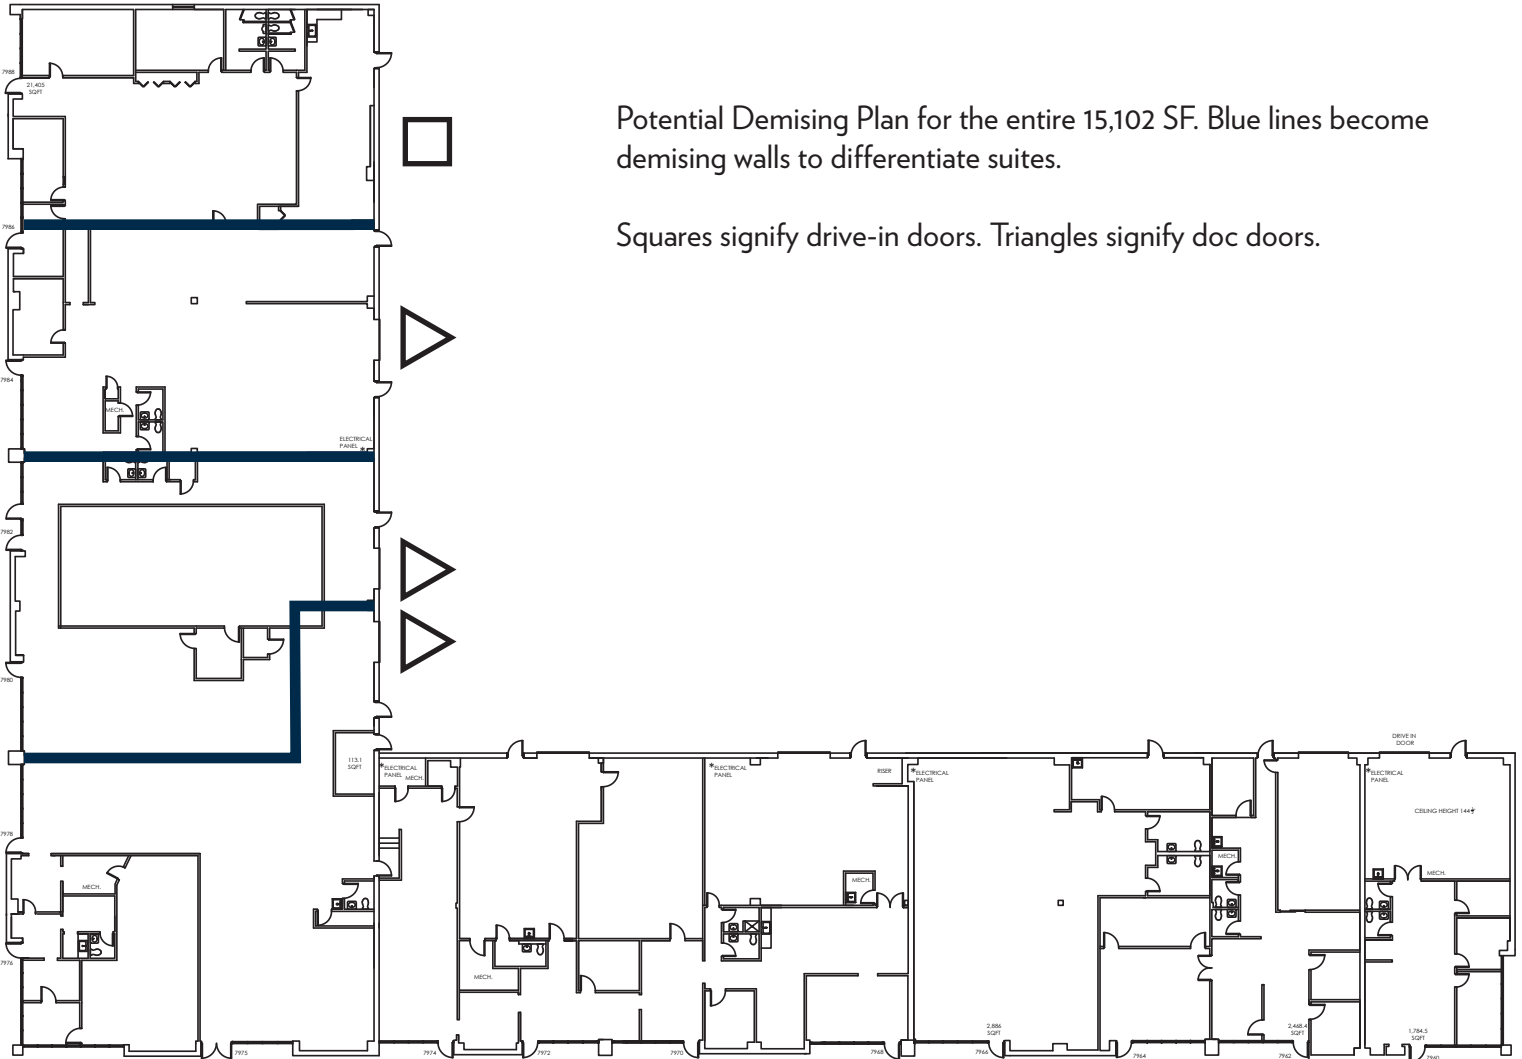 Potential Demising Plan for the entire 15,102 SF. Blue lines become
demising walls to differentiate suites.
Squares signify drive-in doors. Triangles signify doc doors.
7988
21,405
SQFT
7986
7984
MECH.
ELECTRICAL
PANEL *
7982
7980
113.1
SQFT
7978
MECH.
7976
7975
*ELECTRICAL
PANEL
MECH.
MECH.
7974
7972
7970
*ELECTRICAL
PANEL
RISER
MECH.
7968
*ELECTRICAL
PANEL
2,886
SQFT
7966
7964
MECH.
2,468.4
SQFT
7962
DRIVE IN
DOOR
*ELECTRICAL
PANEL
CEILING HEIGHT 144
MECH.
1,784.5
SQFT
7960